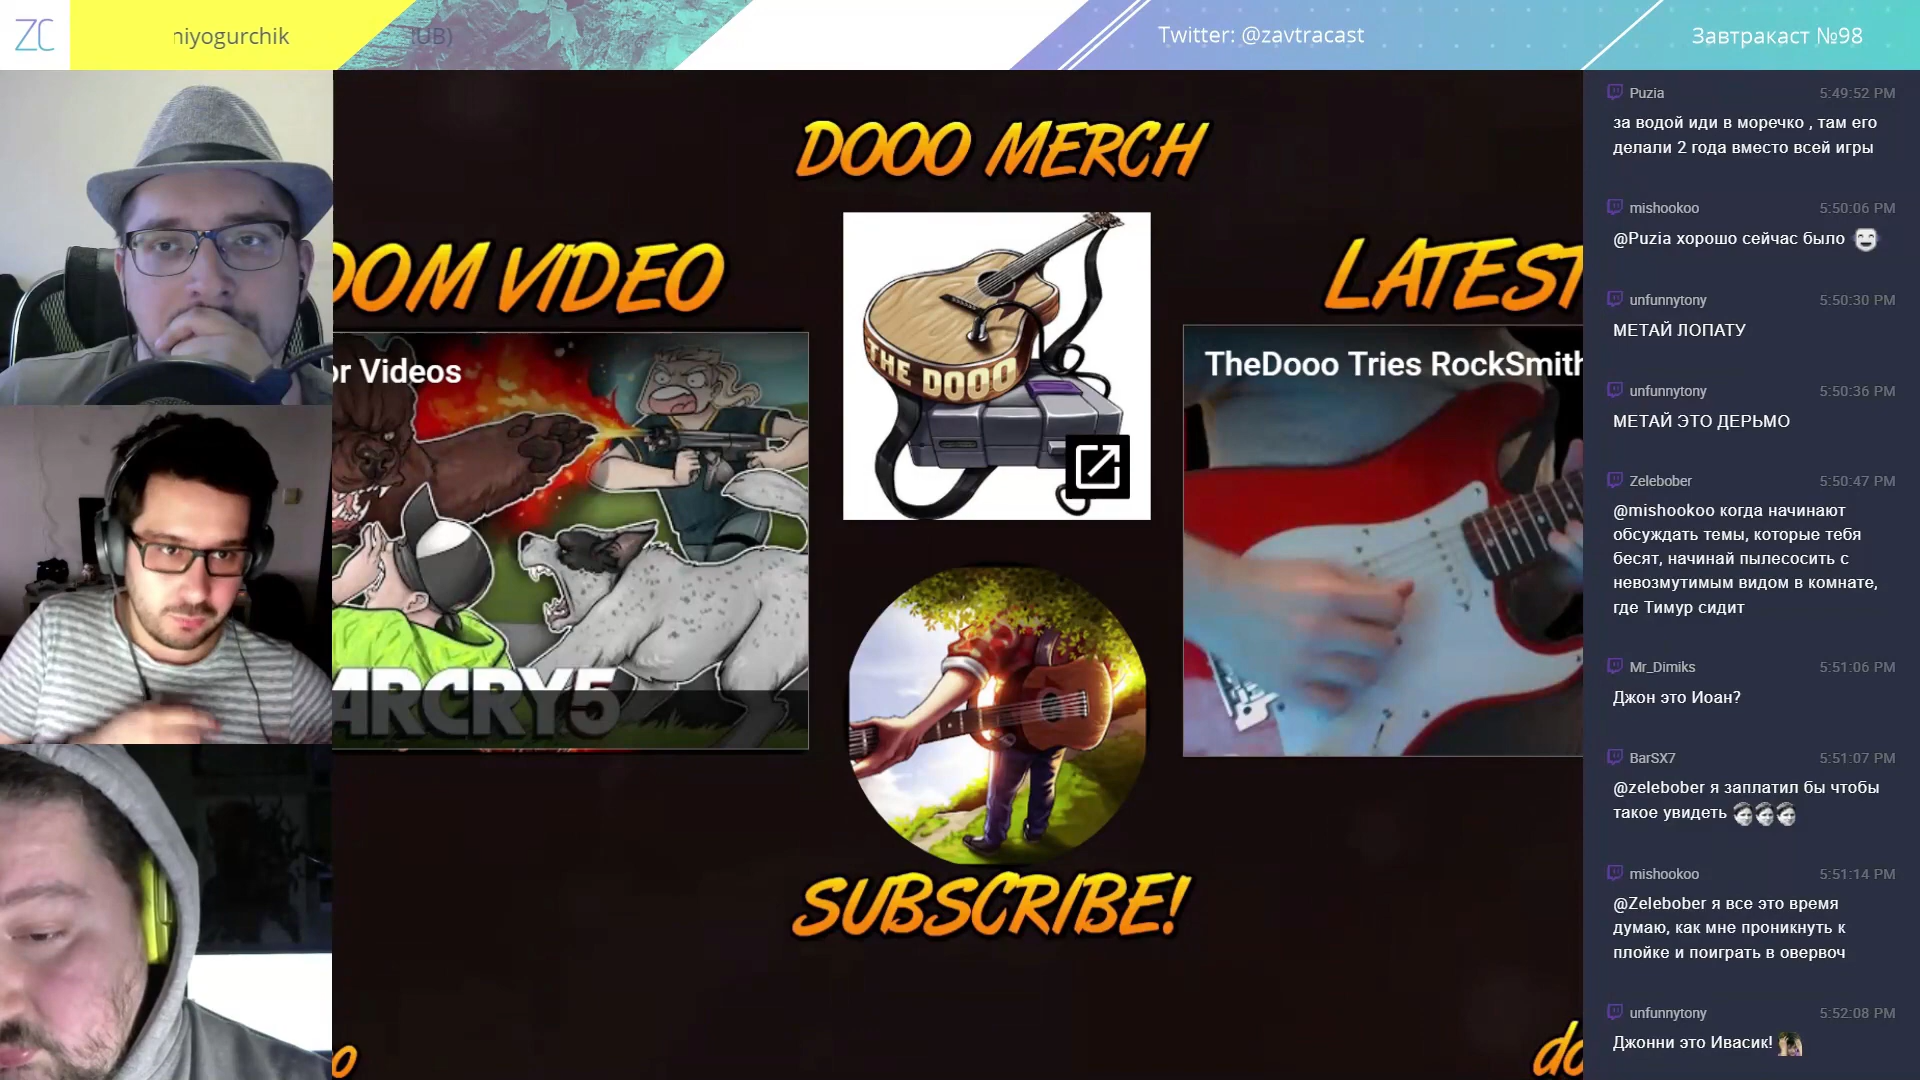 ZC
niyogurchik
UB)
Twitter: @zavtracast
Завтракаст №98
DOOO MERCH
DOM VIDEO
or Videos
ARCRY5
THE DOOO
LATEST
TheDooo Tries RockSmith
SUBSCRIBE!
o
do
Puzia 5:49:52 PM
за водой иди в моречко , там его
делали 2 года вместо всей игры
mishookoo 5:50:06 PM
@Puzia хорошо сейчас было
unfunnytony 5:50:30 PM
МЕТАЙ ЛОПАТУ
unfunnytony 5:50:36 PM
МЕТАЙ ЭТО ДЕРЬМО
Zelebober 5:50:47 PM
@mishookoo когда начинают
обсуждать темы, которые тебя
бесят, начинай пылесосить с
невозмутимым видом в комнате,
где Тимур сидит
Mr_Dimiks 5:51:06 PM
Джон это Иоан?
BarSX7 5:51:07 PM
@zelebober я заплатил бы чтобы
такое увидеть
mishookoo 5:51:14 PM
@Zelebober я все это время
думаю, как мне проникнуть к
плойке и поиграть в овервоч
unfunnytony 5:52:08 PM
Джонни это Ивасик!